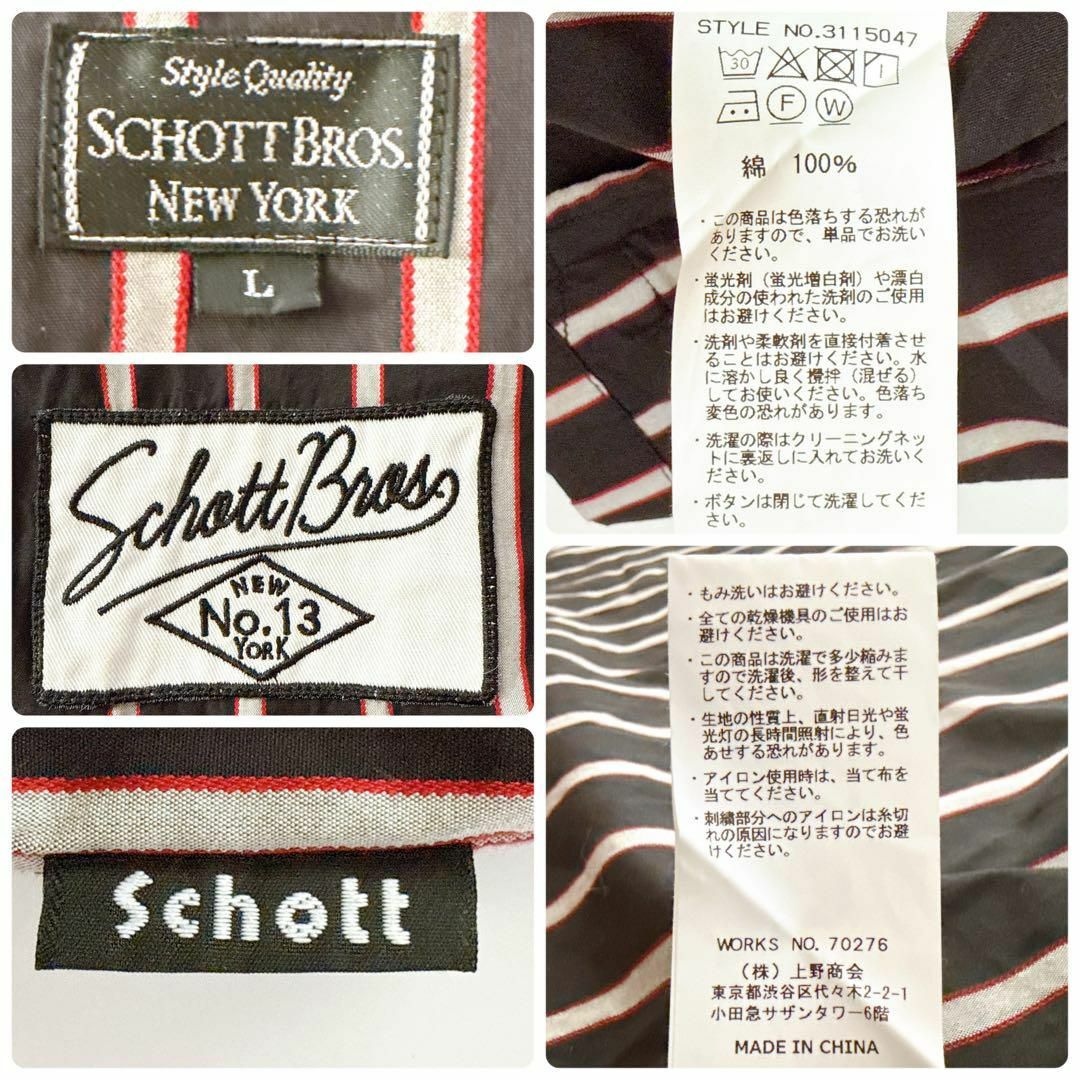 Style Quality
SCHOTT BROS.
NEW YORK
L
Schott Bros.
NEW
No.13
YORK
Schott
STYLE NO.3115047
30
F
W
綿 100%
・この商品は色落ちする恐れが
ありますので、単品でお洗い
ください。
・蛍光剤（蛍光増白剤）や漂白
成分の使われた洗剤のご使用
はお避けください。
・洗剤や柔軟剤を直接付着させ
ることはお避けください。水
に溶かし良く攪拌（混ぜる）
してお使いください。色落ち
変色の恐れがあります。
・洗濯の際はクリーニングネッ
トに裏返しに入れてお洗いく
ださい。
・ボタンは閉じて洗濯してくだ
さい。
・もみ洗いはお避けください。
・全ての乾燥機具のご使用はお
避けください。
・この商品は洗濯で多少縮みま
すので洗濯後、形を整えて干
してください。
・生地の性質上、直射日光や蛍
光灯の長時間照射により、色
あせする恐れがあります。
・アイロン使用時は、当て布を
当ててください。
・刺繍部分へのアイロンは糸切
れの原因になりますのでお避
けください。
WORKS NO. 70276
（株）上野商会
東京都渋谷区代々木2-2-1
小田急サザンタワー6階
MADE IN CHINA